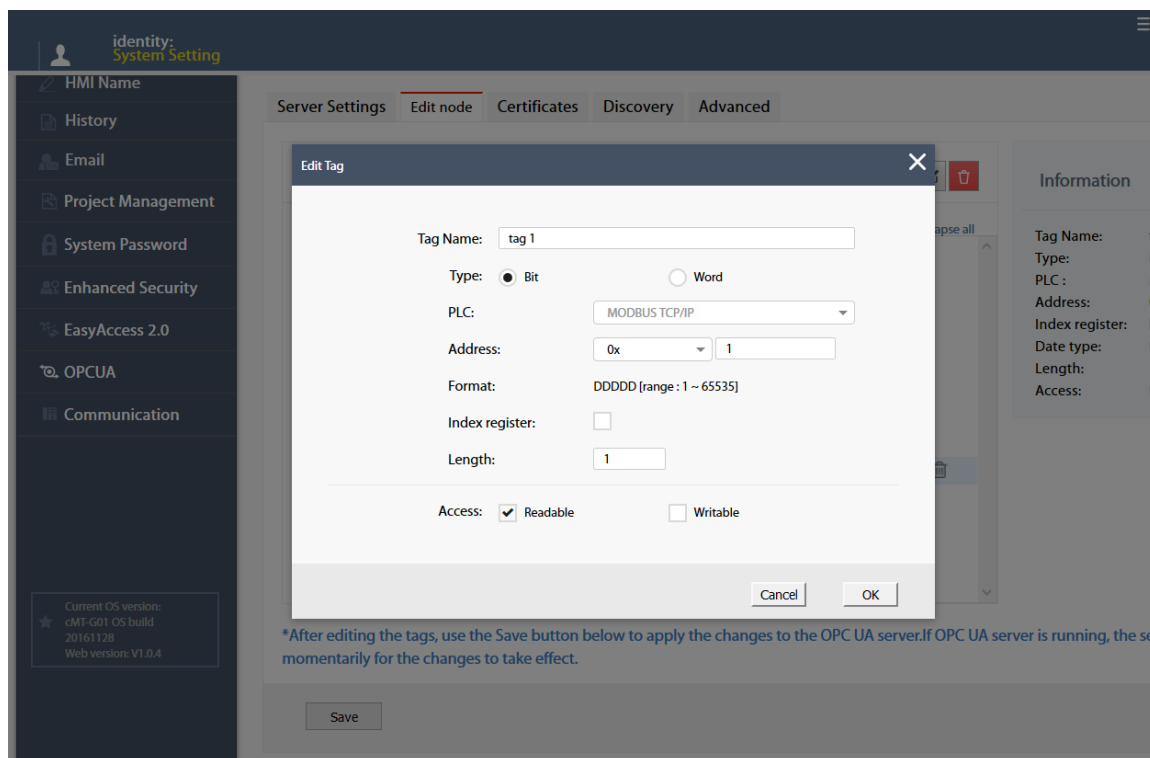 identity:
System Setting
HMI Name
History
Email
Project Management
System Password
Enhanced Security
EasyAccess 2.0
OPCUA
Communication
Current OS version:
cMT-G01 OS build
20161128
Web version: V1.0.4
Server Settings Edit node Certificates Discovery Advanced
Edit Tag
Tag Name: tag 1
Type: Bit Word
PLC: MODBUS TCP/IP
Address: 0x 1
Format: DDDDD [range : 1 ~ 65535]
Index register:
Length: 1
Access: Readable Writable
Cancel OK
apse all
Information
Tag Name:
Type:
PLC :
Address:
Index register:
Date type:
Length:
Access:
*After editing the tags, use the Save button below to apply the changes to the OPC UA server.If OPC UA server is running, the se
momentarily for the changes to take effect.
Save